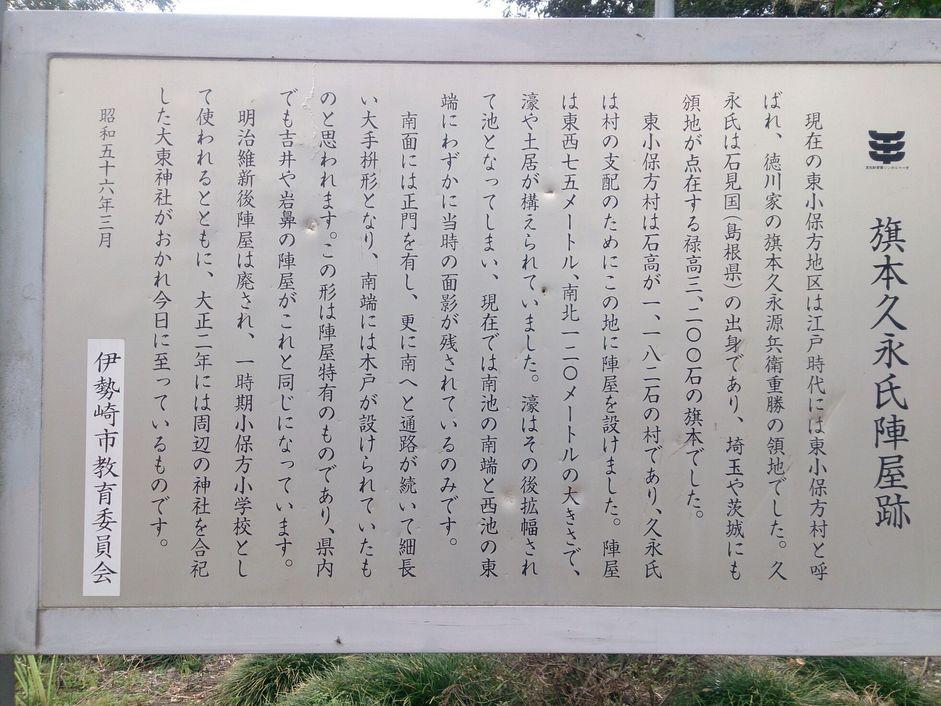 旗本久永氏陣屋跡
現在の東小保方地区は江戸時代には東小保方村と呼
ばれ、徳川家の旗本久永源兵衛重勝の領地でした。久
永氏は石見国(島根県)の出身であり、埼玉や茨城にも
領地が点在する禄高三、二〇〇石の旗本でした。
東小保方村は石高が一、一八二石の村であり、久永氏
は村の支配のためにこの地に陣屋を設けました。陣屋
は東西七五メートル、南北一二〇メートルの大きさで、
濠や土居が構えられていました。濠はその後拡幅され
て池となってしまい、現在では南池の南端と西池の東
端にわずかに当時の面影が残されているのみです。
南面には正門を有し、更に南へと通路が続いて細長
い大手枡形となり、南端には木戸が設けられていたも
のと思われます。この形は陣屋特有のものであり、県内
でも吉井や岩鼻の陣屋がこれと同じになっています。
明治維新後陣屋は廃され、一時期小保方小学校とし
て使われるとともに、大正二年には周辺の神社を合祀
した大東神社がおかれ今日に至っているものです。
昭和五十六年三月
伊勢崎市教育委員会